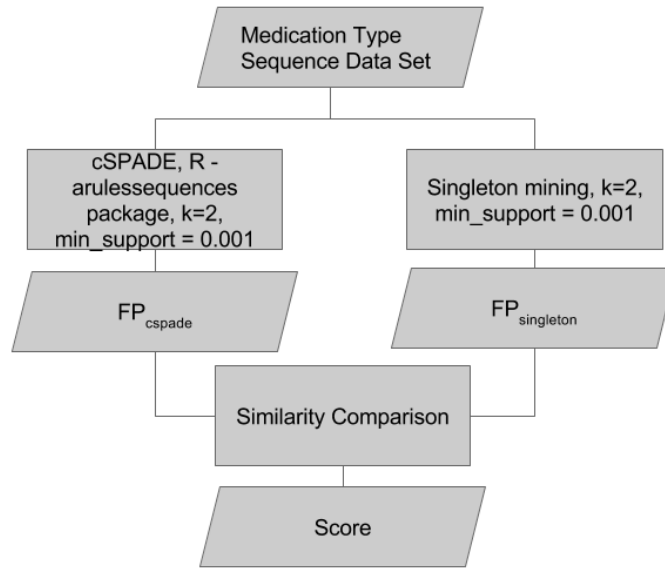 Medication Type
Sequence Data Set
cSPADE, R -
arulessequences
package, k=2,
min_support = 0.001
Singleton mining, k=2,
min_support = 0.001
FPcspade
FPsingleton
Similarity Comparison
Score